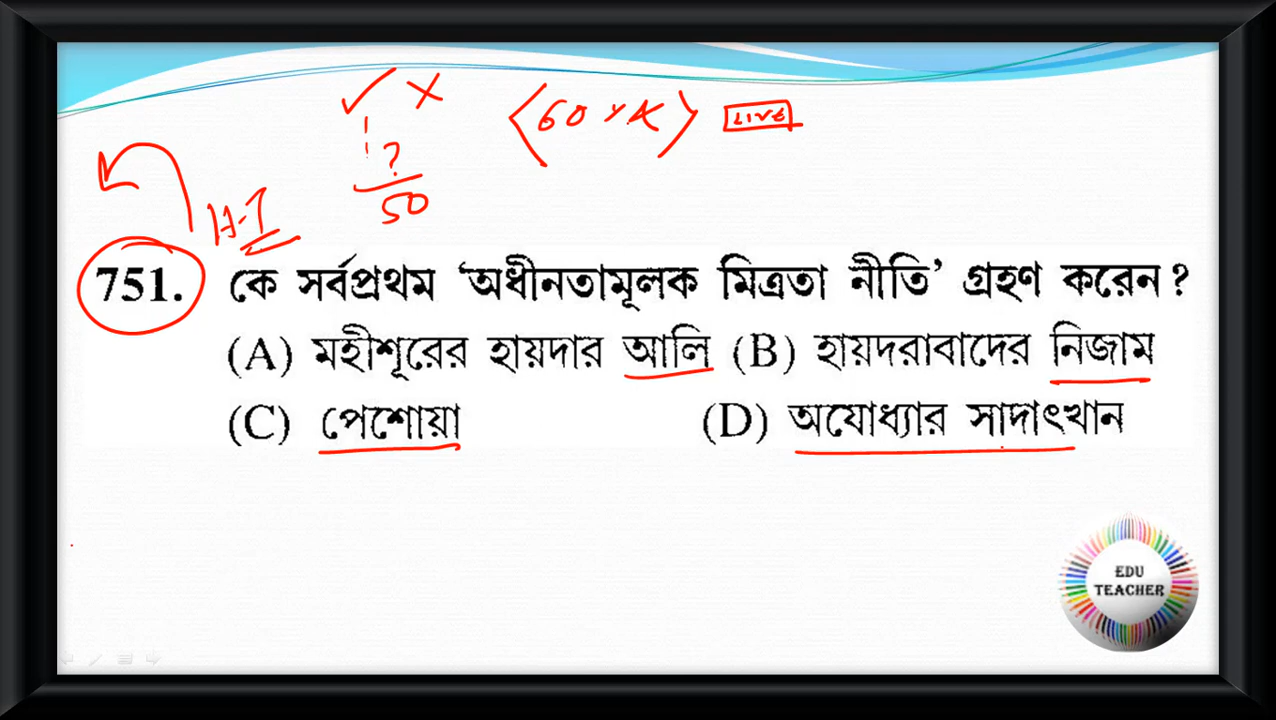 ✓ ×
<60 × 4> LIVE
?
50
H-T
751. কে সর্বপ্রথম ‘অধীনতামূলক মিত্রতা নীতি’ গ্রহণ করেন ?
(A) মহীশূরের হায়দার আলি (B) হায়দরাবাদের নিজাম
(C) পেশোয়া (D) অযোধ্যার সাদাৎখান
EDU
TEACHER